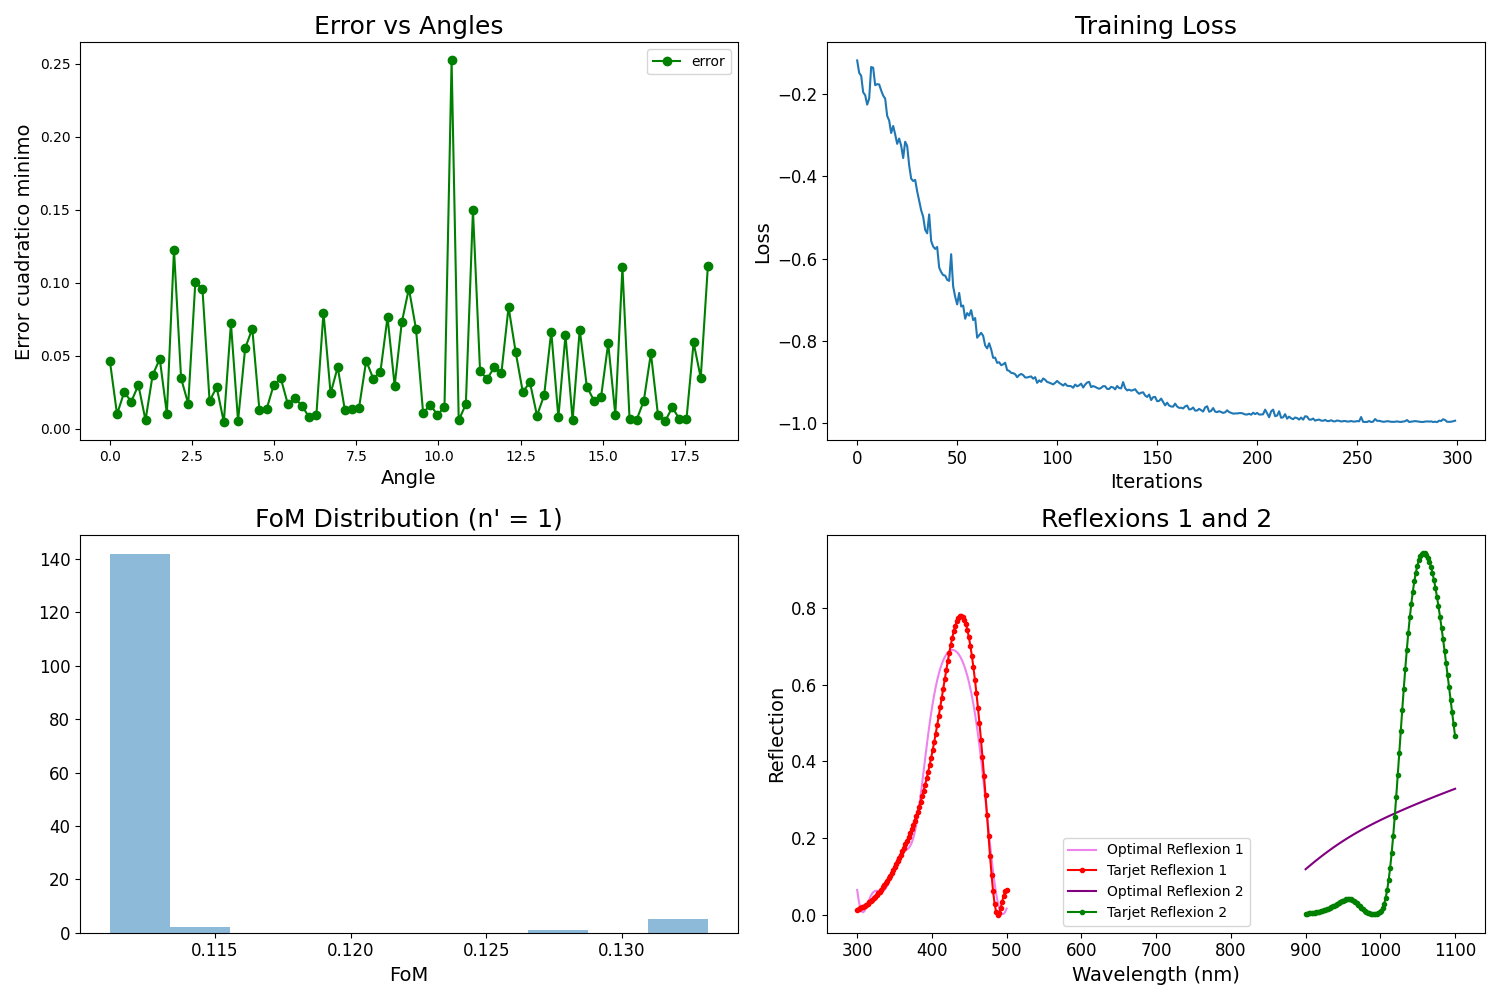 Error vs Angles
Error cuadratico minimo
0.25
0.20
0.15
0.10
0.05
0.00
error
0.0 2.5 5.0 7.5 10.0 12.5 15.0 17.5
Angle
Training Loss
Loss
−0.2
−0.4
−0.6
−0.8
−1.0
0 50 100 150 200 250 300
Iterations
FoM Distribution (n' = 1)
140
120
100
80
60
40
20
0
0.115 0.120 0.125 0.130
FoM
Reflexions 1 and 2
Reflection
0.8
0.6
0.4
0.2
0.0
Optimal Reflexion 1
Tarjet Reflexion 1
Optimal Reflexion 2
Tarjet Reflexion 2
300 400 500 600 700 800 900 1000 1100
Wavelength (nm)